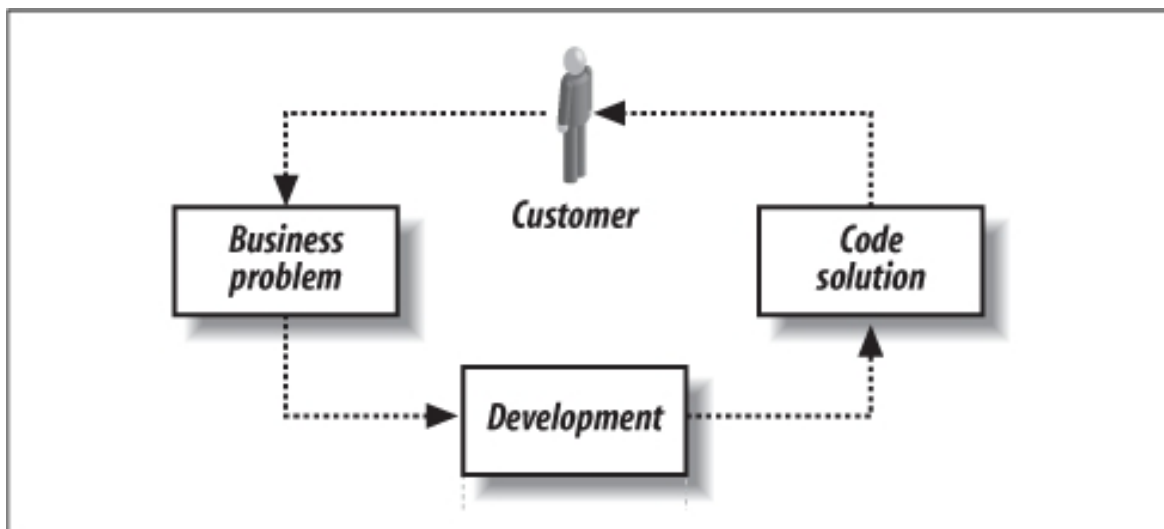 Customer
Business
problem
Code
solution
Development